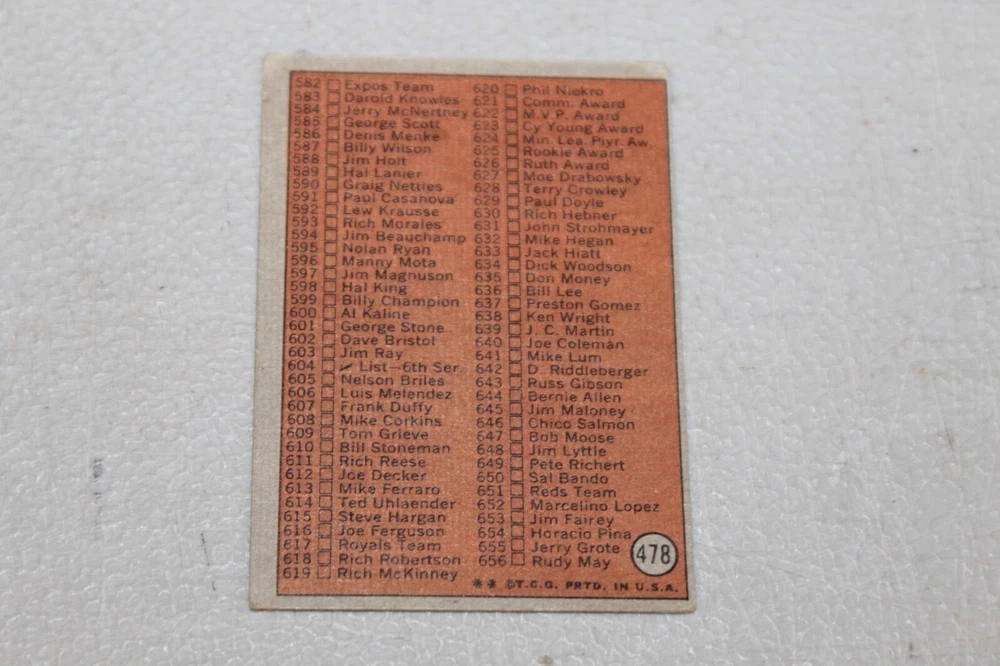 582 Expos Team
583 Darold Knowles
584 Jerry McNertney
585 George Scott
586 Denis Menke
587 Billy Wilson
588 Jim Holt
589 Hal Lanier
590 Graig Nettles
591 Paul Casanova
592 Lew Krausse
593 Rich Morales
594 Jim Beauchamp
595 Nolan Ryan
596 Manny Mota
597 Jim Magnuson
598 Hal King
599 Billy Champion
600 Al Kaline
601 George Stone
602 Dave Bristol
603 Jim Ray
604 List—6th Ser.
605 Nelson Briles
606 Luis Melendez
607 Frank Duffy
608 Mike Corkins
609 Tom Grieve
610 Bill Stoneman
611 Rich Reese
612 Joe Decker
613 Mike Ferraro
614 Ted Uhlaender
615 Steve Hargan
616 Joe Ferguson
617 Royals Team
618 Rich Robertson
619 Rich McKinney
620 Phil Niekro
621 Comm. Award
622 M.V.P. Award
623 Cy Young Award
624 Min. Lea. Plyr. Aw
625 Rookie Award
626 Ruth Award
627 Moe Drabowsky
628 Terry Crowley
629 Paul Doyle
630 Rich Hebner
631 John Strohmayer
632 Mike Hegan
633 Jack Hiatt
634 Dick Woodson
635 Don Money
636 Bill Lee
637 Preston Gomez
638 Ken Wright
639 J. C. Martin
640 Joe Coleman
641 Mike Lum
642 D. Riddleberger
643 Russ Gibson
644 Bernie Allen
645 Jim Maloney
646 Chico Salmon
647 Bob Moose
648 Jim Lyttle
649 Pete Richert
650 Sal Bando
651 Reds Team
652 Marcelino Lopez
653 Jim Fairey
654 Horacio Pina
655 Jerry Grote
656 Rudy May
478
** ©T.C.G. PRTD. IN U.S.A.